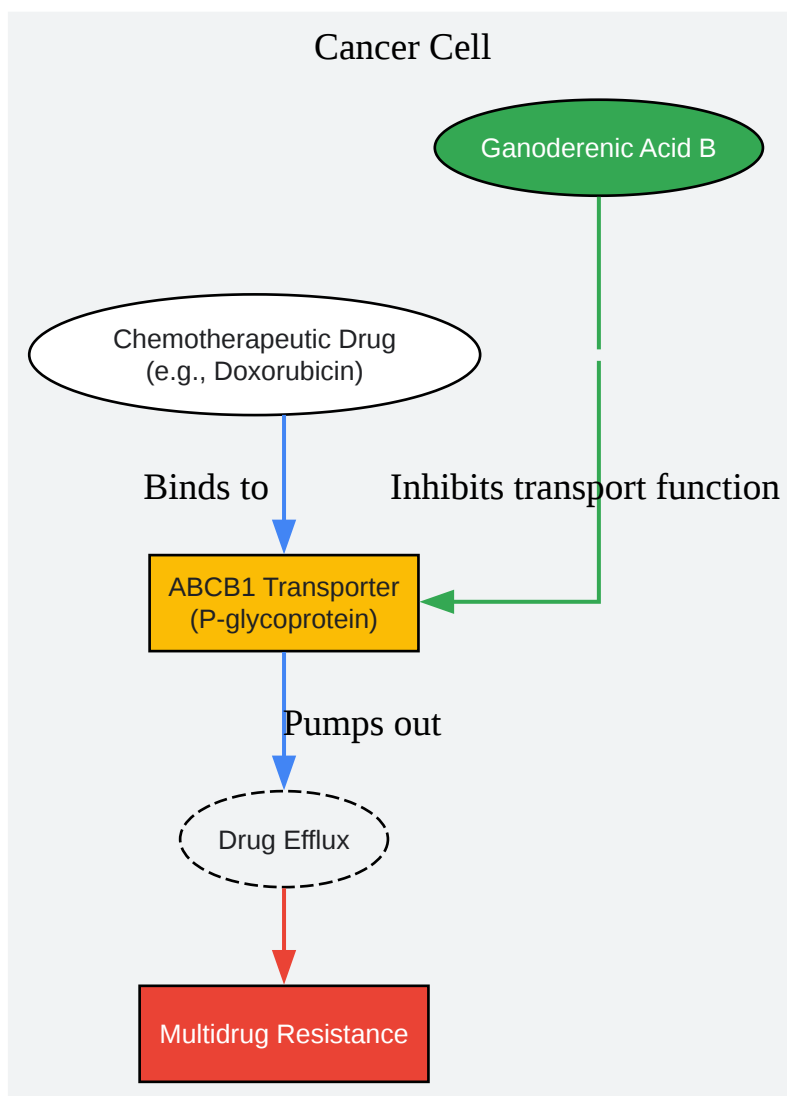 Cancer Cell
Ganoderenic Acid B
Chemotherapeutic Drug
(e.g., Doxorubicin)
Binds to
Inhibits transport function
ABCB1 Transporter
(P-glycoprotein)
Pumps out
Drug Efflux
Multidrug Resistance